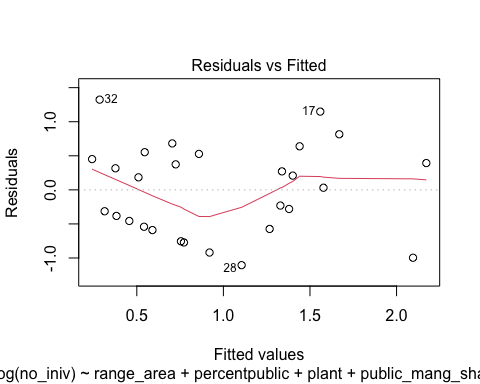 Residuals vs Fitted
Residuals
1.0
0.0
-1.0
32
17
28
0.5
1.0
1.5
2.0
Fitted values
og(no_iniv) ~ range_area + percentpublic + plant + public_mang_sha